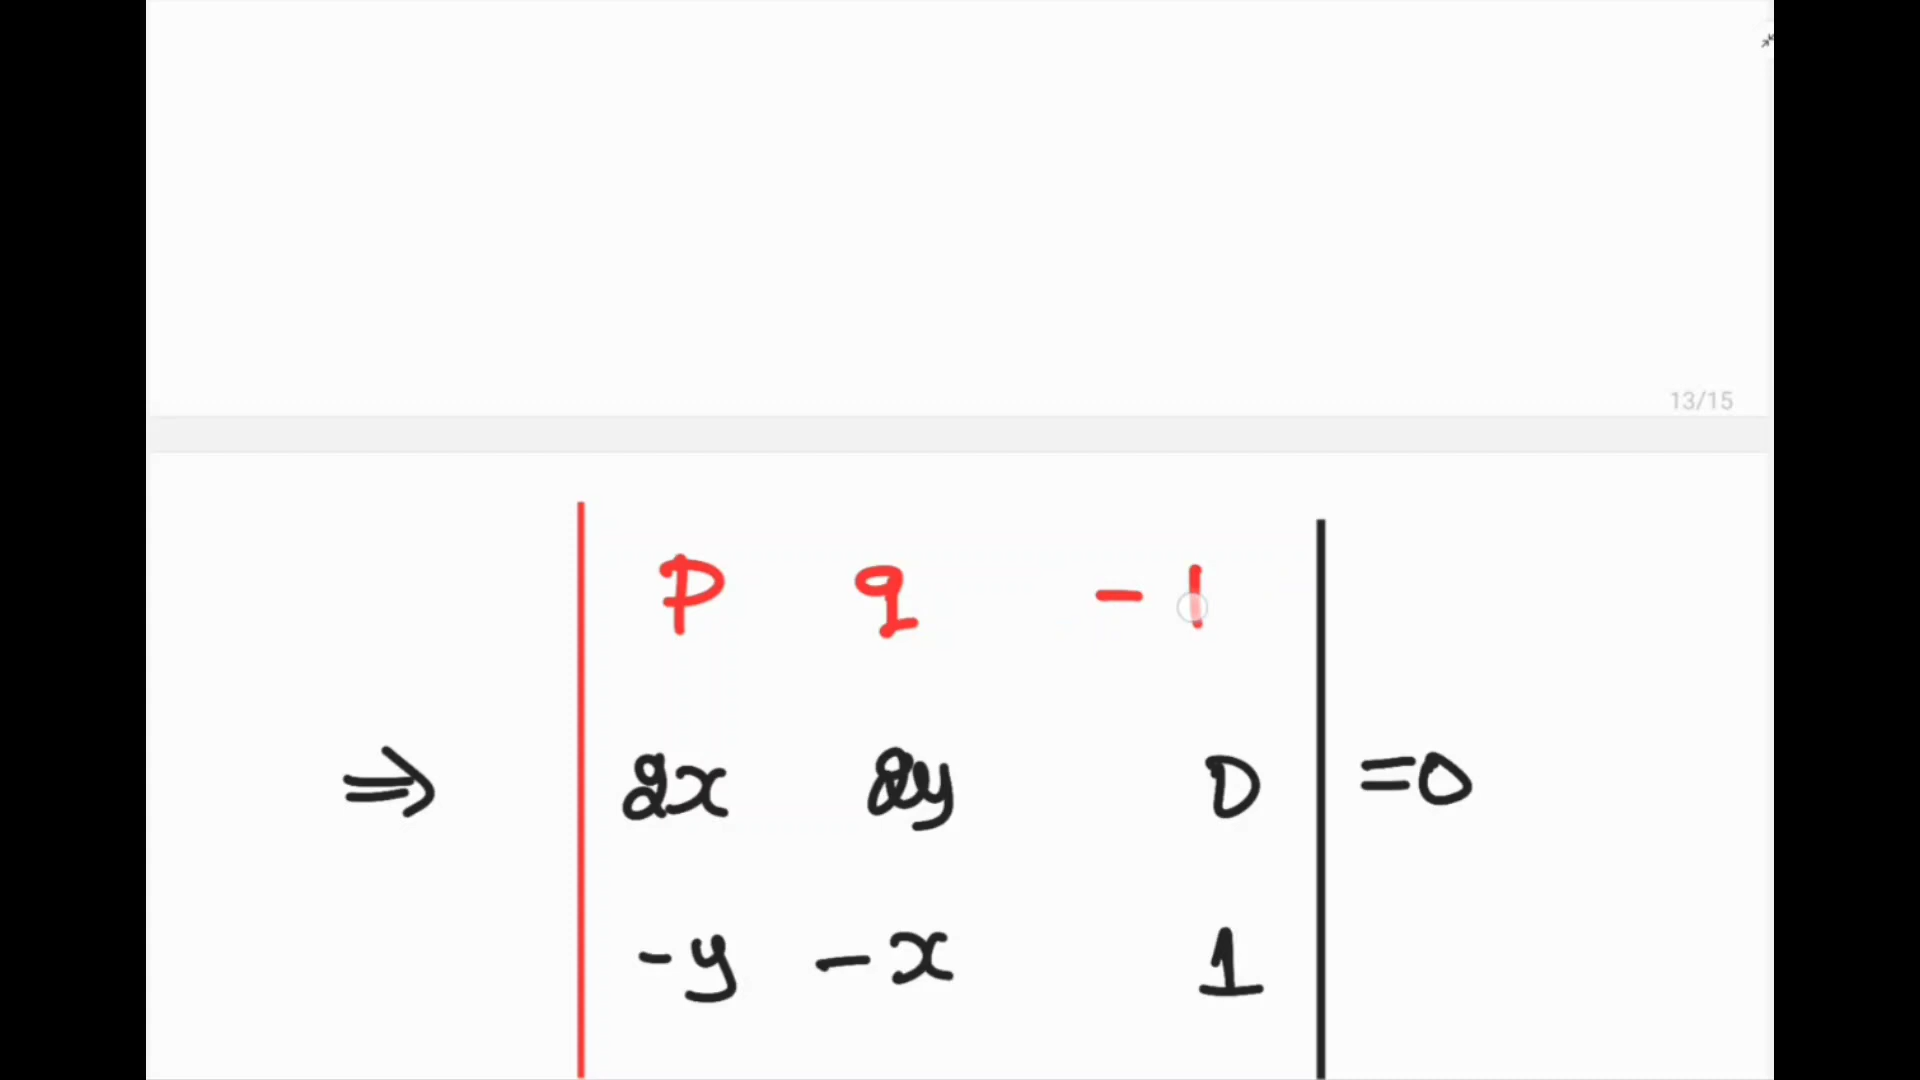 13/15
| p q -1 |
⇒ | 2x 2y 0 | =0
| -y -x 1 |